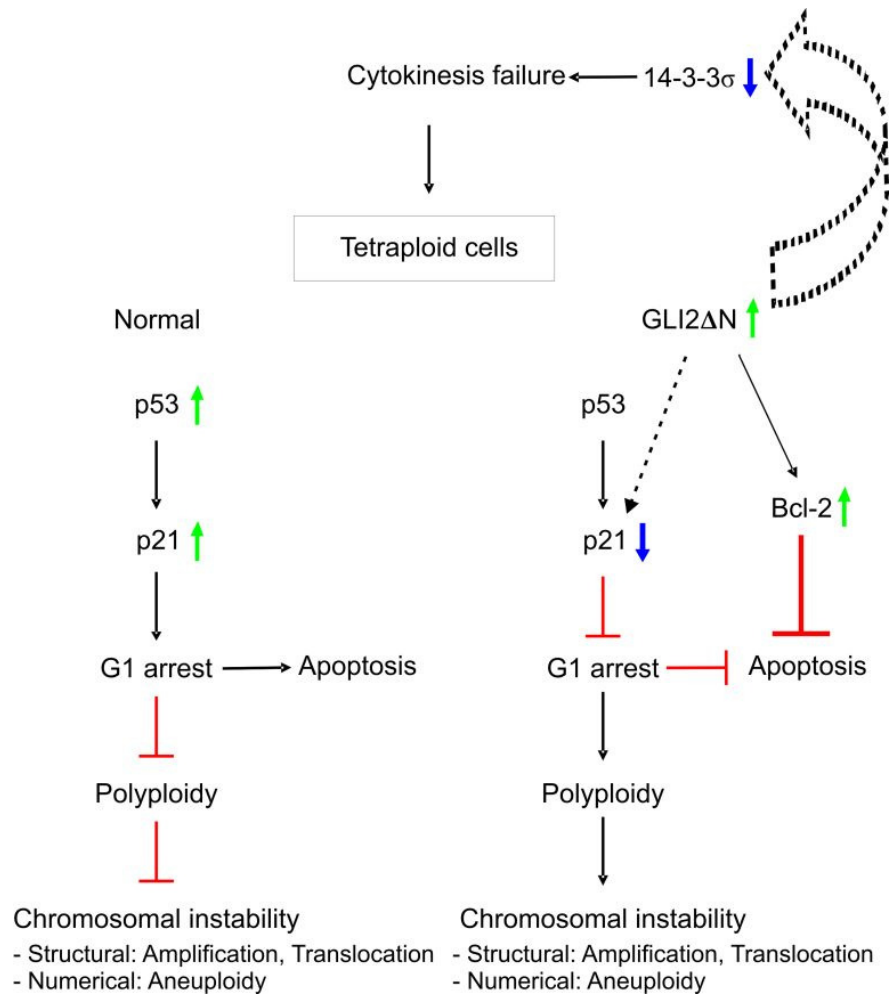 Cytokinesis failure
14-3-3σ
Tetraploid cells
Normal
GLI2ΔN
p53
p53
Bcl-2
p21
p21
G1 arrest
Apoptosis
G1 arrest
Apoptosis
Polyploidy
Polyploidy
Chromosomal instability
- Structural: Amplification, Translocation
- Numerical: Aneuploidy
Chromosomal instability
- Structural: Amplification, Translocation
- Numerical: Aneuploidy